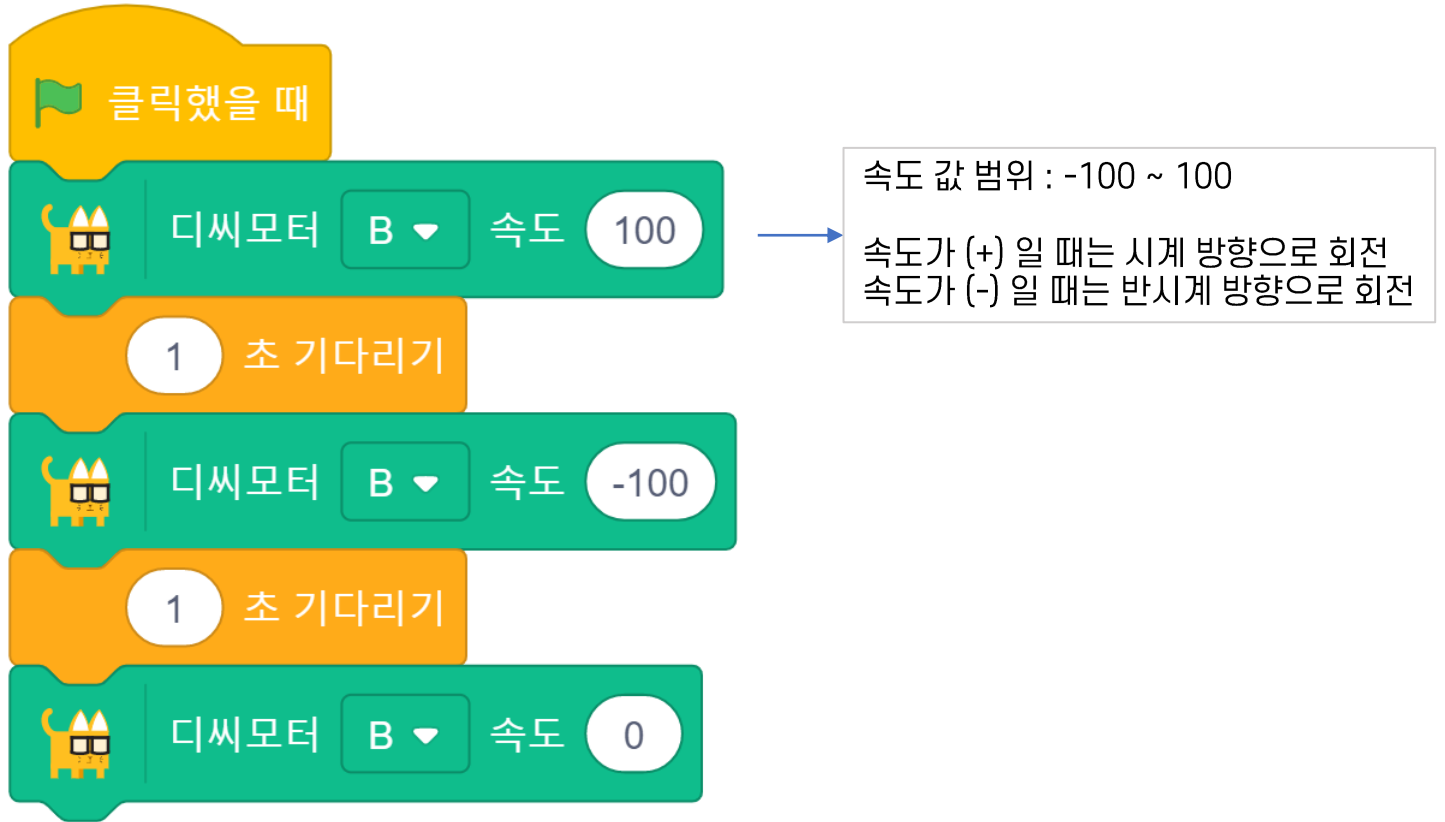 클릭했을 때
디씨모터 B 속도 100
속도 값 범위 : -100 ~ 100
속도가 (+) 일 때는 시계 방향으로 회전
속도가 (-) 일 때는 반시계 방향으로 회전
1 초 기다리기
디씨모터 B 속도 -100
1 초 기다리기
디씨모터 B 속도 0